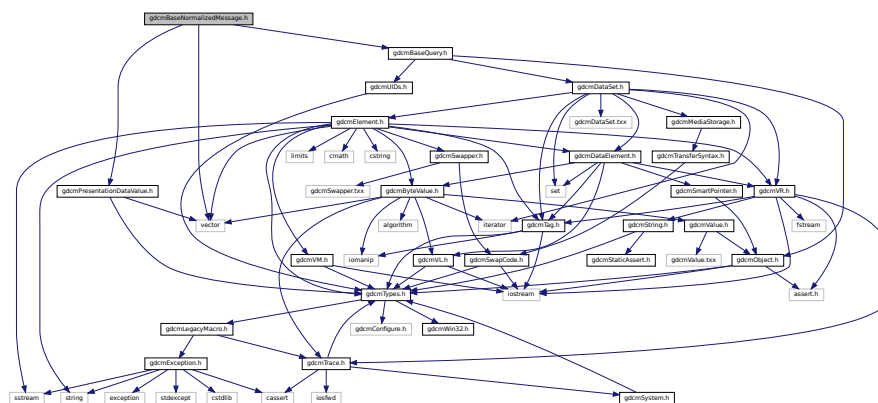 gdcmBaseNormalizedMessage.h
gdcmBaseQuery.h
gdcmUIDs.h
gdcmDataSet.h
gdcmElement.h
gdcmDataSet.txx
gdcmMediaStorage.h
limits
cmath
cstring
gdcmSwapper.h
gdcmDataElement.h
gdcmTransferSyntax.h
gdcmPresentationDataValue.h
gdcmSwapper.txx
gdcmByteValue.h
set
gdcmSmartPointer.h
gdcmVR.h
vector
algorithm
iterator
gdcmTag.h
gdcmString.h
gdcmValue.h
fstream
gdcmVM.h
iomanip
gdcmVL.h
gdcmSwapCode.h
gdcmStaticAssert.h
gdcmValue.txx
gdcmObject.h
gdcmTypes.h
iostream
assert.h
gdcmLegacyMacro.h
gdcmConfigure.h
gdcmWin32.h
gdcmException.h
gdcmTrace.h
sstream
string
exception
stdexcept
cstdlib
cassert
iosfwd
gdcmSystem.h